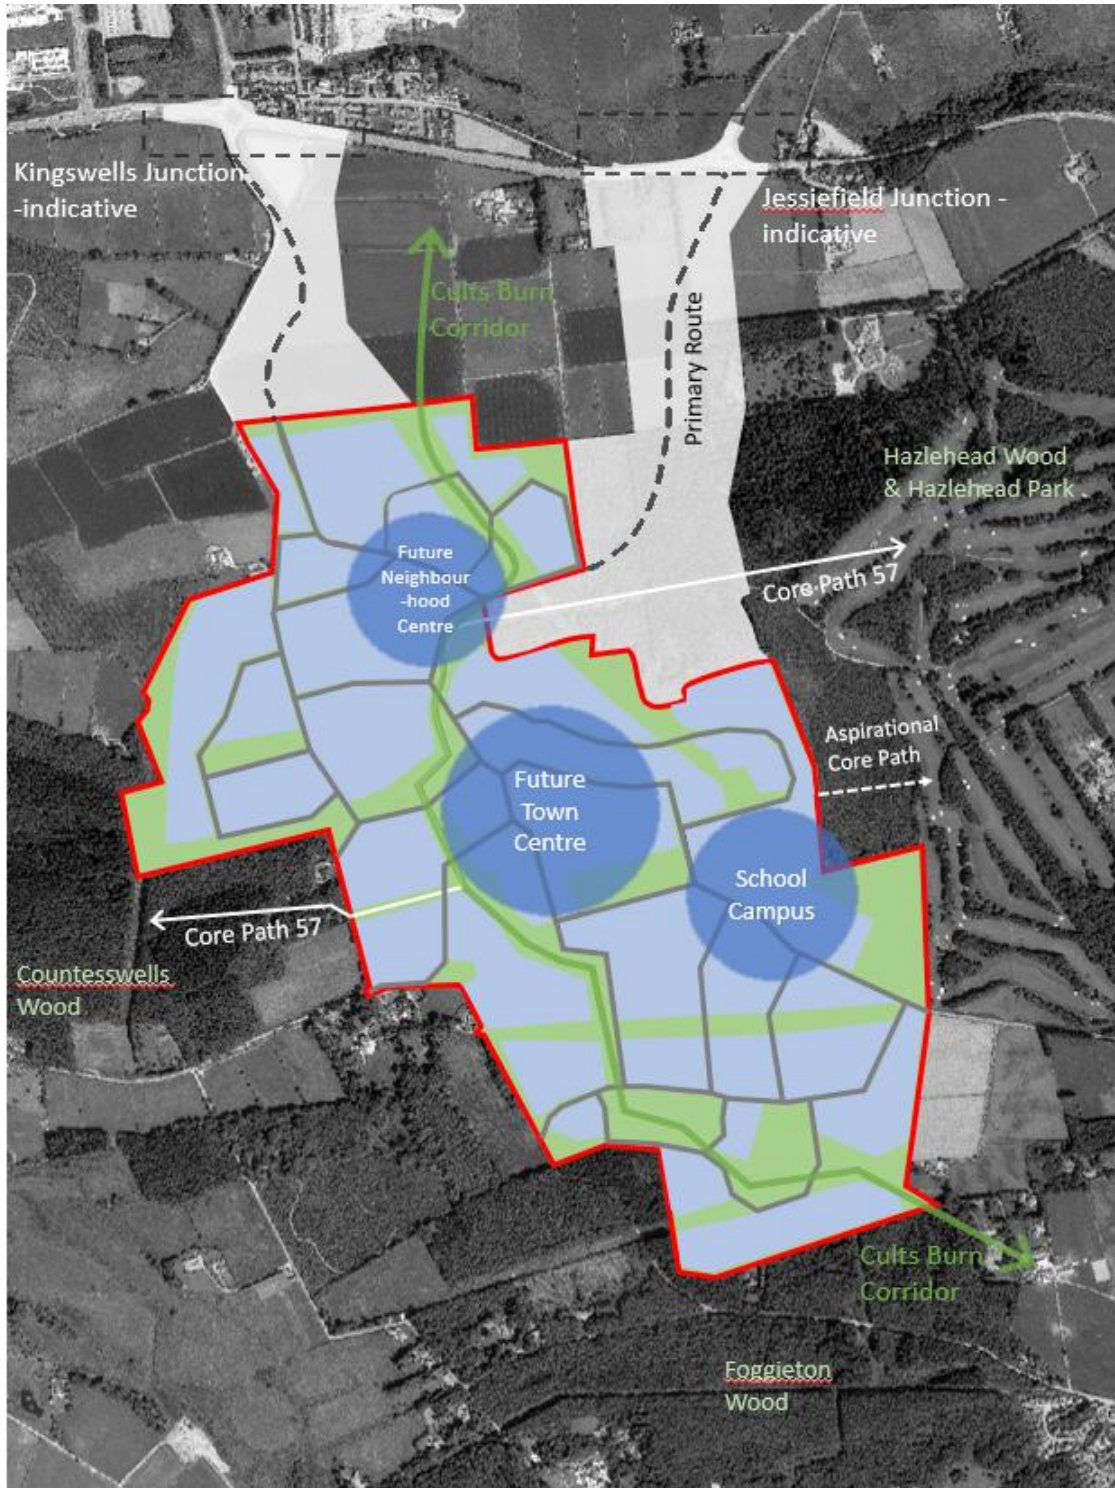 Kingswells Junction
-indicative
Jessiefield Junction -
indicative
Cults Burn
Corridor
Primary Route
Hazlehead Wood
& Hazlehead Park
Future
Neighbour
-hood
Centre
Core Path 57
Aspirational
Core Path
Future
Town
Centre
School
Campus
Core Path 57
Countesswells
Wood
Cults Burn
Corridor
Foggieton
Wood